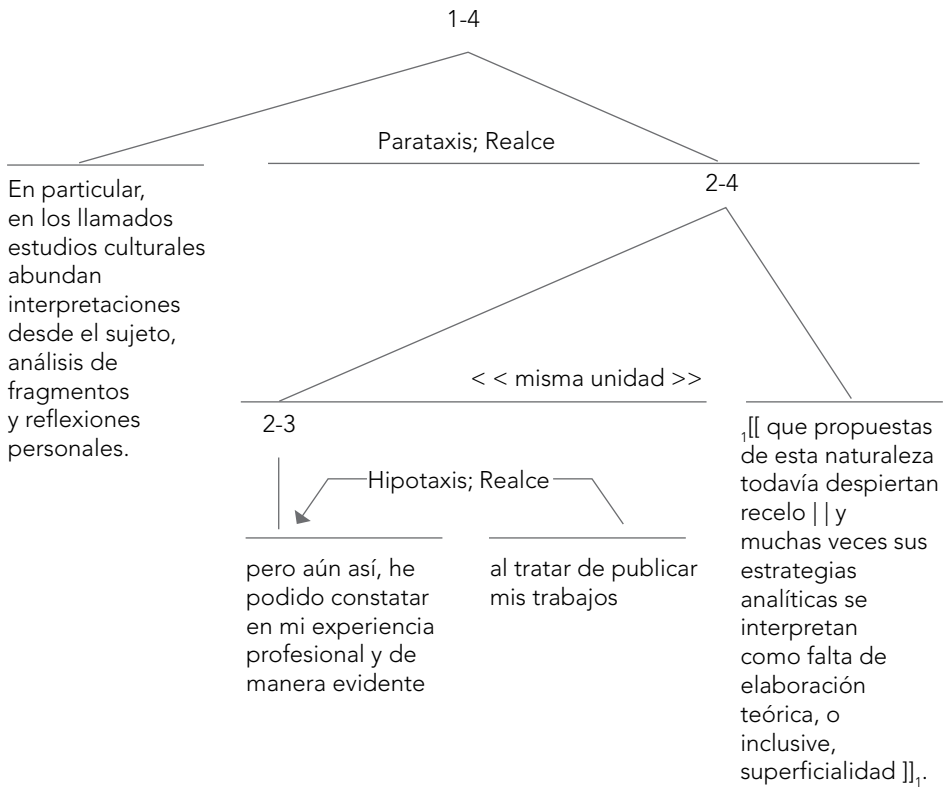 1-4
Parataxis; Realce
En particular,
en los llamados
estudios culturales
abundan
interpretaciones
desde el sujeto,
análisis de
fragmentos
y reflexiones
personales.
2-4
< < misma unidad >>
2-3
Hipotaxis; Realce
pero aún así, he
podido constatar
en mi experiencia
profesional y de
manera evidente
al tratar de publicar
mis trabajos
₁[[ que propuestas
de esta naturaleza
todavía despiertan
recelo | | y
muchas veces sus
estrategias
analíticas se
interpretan
como falta de
elaboración
teórica, o
inclusive,
superficialidad ]]₁.